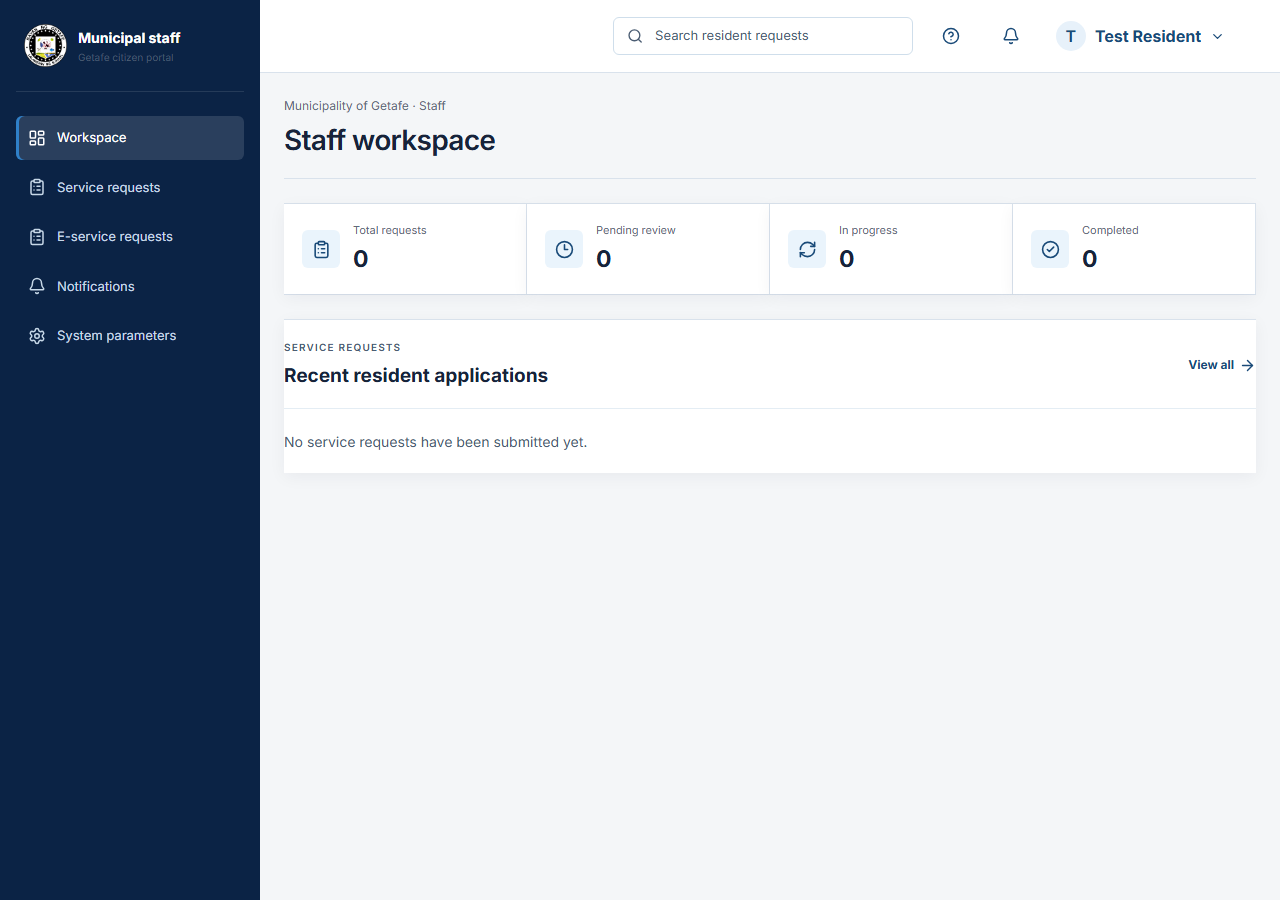 Municipal staff
Getafe citizen portal
Search resident requests
T
Test Resident
Workspace
Service requests
E-service requests
Notifications
System parameters
Municipality of Getafe · Staff
Staff workspace
Total requests
0
Pending review
0
In progress
0
Completed
0
SERVICE REQUESTS
Recent resident applications
View all
No service requests have been submitted yet.